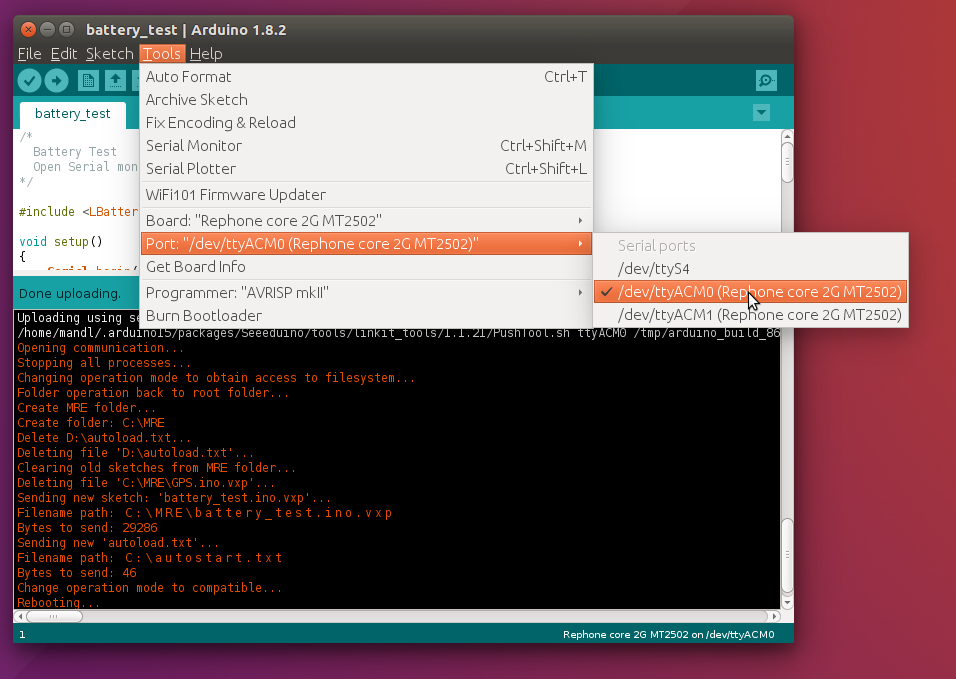 battery_test | Arduino 1.8.2
File Edit Sketch Tools Help
Auto Format Ctrl+T
Archive Sketch
Fix Encoding & Reload
Serial Monitor Ctrl+Shift+M
Serial Plotter Ctrl+Shift+L
WiFi101 Firmware Updater
Board: "Rephone core 2G MT2502"
Port: "/dev/ttyACM0 (Rephone core 2G MT2502)"
Get Board Info
Programmer: "AVRISP mkII"
Burn Bootloader
Serial ports
/dev/ttyS4
/dev/ttyACM0 (Rephone core 2G MT2502)
/dev/ttyACM1 (Rephone core 2G MT2502)
battery_test
/*
Battery Test
Open Serial mon
*/
#include <LBatter
void setup()
{
Serial.begin(
Done uploading.
Uploading using se
/home/mandl/.arduino15/packages/Seeeduino/tools/linkit_tools/1.1.21/PushTool.sh ttyACM0 /tmp/arduino_build_86
Opening communication...
Stopping all processes...
Changing operation mode to obtain access to filesystem...
Folder operation back to root folder...
Create MRE folder...
Create folder: C:\MRE
Delete D:\autoload.txt...
Deleting file 'D:\autoload.txt'...
Clearing old sketches from MRE folder...
Deleting file 'C:\MRE\GPS.ino.vxp'...
Sending new sketch: 'battery_test.ino.vxp'...
Filename path: C:\MRE\battery_test.ino.vxp
Bytes to send: 29286
Sending new 'autoload.txt'...
Filename path: C:\autostart.txt
Bytes to send: 46
Change operation mode to compatible...
Rebooting...
1 Rephone core 2G MT2502 on /dev/ttyACM0